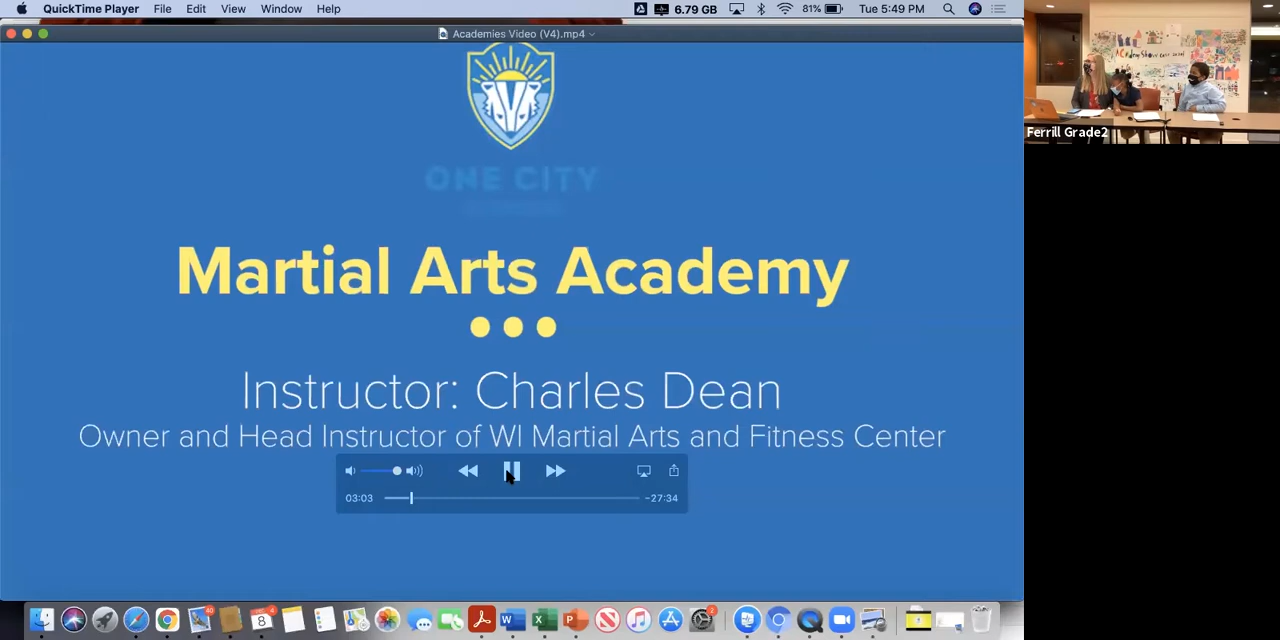 QuickTime Player File Edit View Window Help 6.79 GB 81% Tue 5:49 PM
Academies Video (V4).mp4
ONE CITY
Martial Arts Academy
Instructor: Charles Dean
Owner and Head Instructor of WI Martial Arts and Fitness Center
03:03 -27:34
Ferrill Grade2